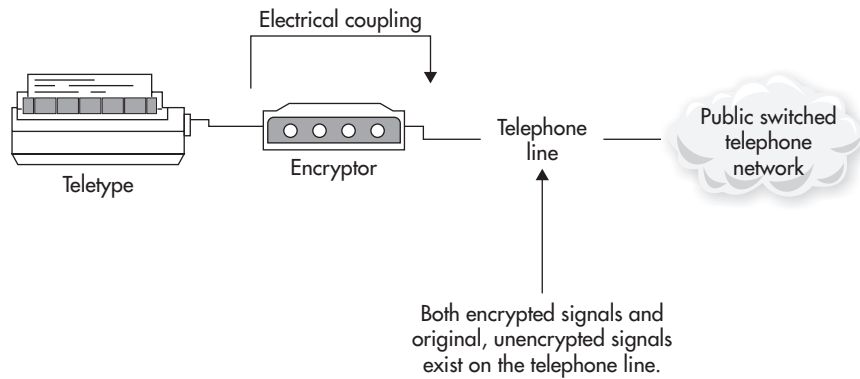 Electrical coupling
Teletype
Encryptor
Telephone
line
Public switched
telephone
network
Both encrypted signals and
original, unencrypted signals
exist on the telephone line.